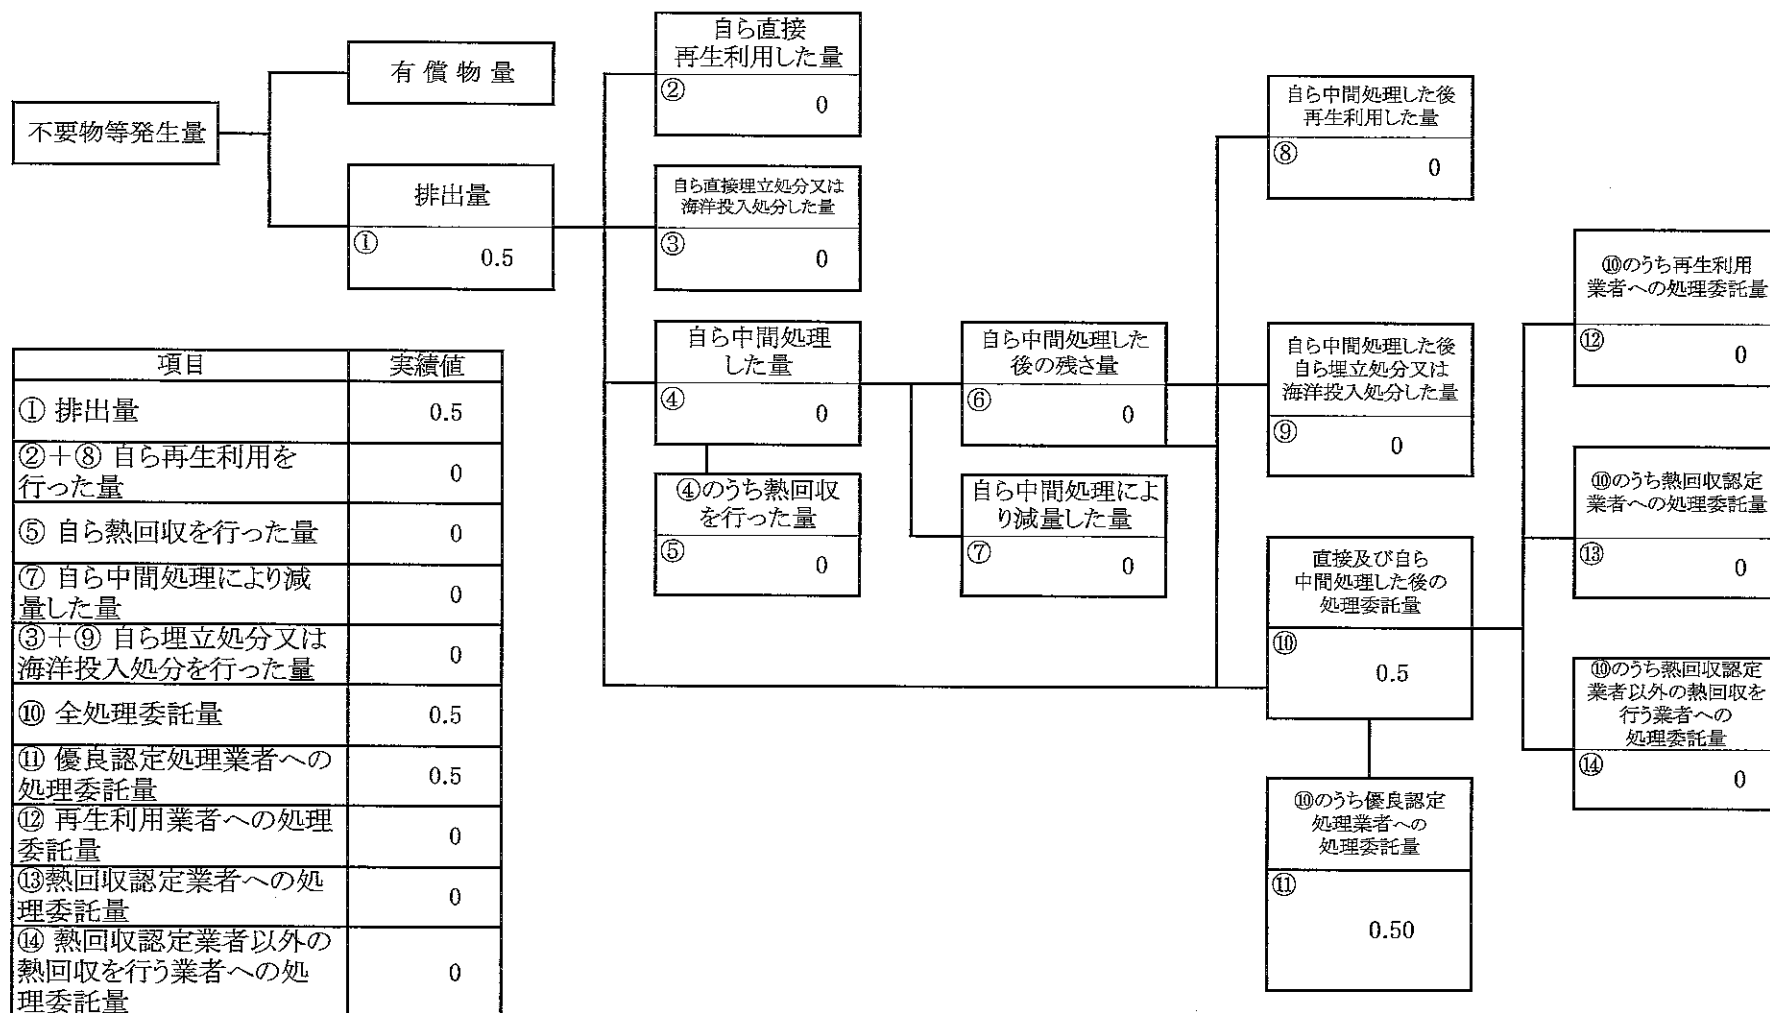 不要物等発生量
有償物量
排出量
①
0.5
自ら直接
再生利用した量
②
0
自ら直接埋立処分又は
海洋投入処分した量
③
0
自ら中間処理
した量
④
0
④のうち熱回収
を行った量
⑤
0
自ら中間処理した
後の残さ量
⑥
0
自ら中間処理によ
り減量した量
⑦
0
自ら中間処理した後
再生利用した量
⑧
0
自ら中間処理した後
自ら埋立処分又は
海洋投入処分した量
⑨
0
直接及び自ら
中間処理した後の
処理委託量
⑩
0.5
⑩のうち優良認定
処理業者への
処理委託量
⑪
0.50
⑩のうち再生利用
業者への処理委託量
⑫
0
⑩のうち熱回収認定
業者への処理委託量
⑬
0
⑩のうち熱回収認定
業者以外の熱回収を
行う業者への
処理委託量
⑭
0
項目 実績値
① 排出量 0.5
②+⑧ 自ら再生利用を
行った量 0
⑤ 自ら熱回収を行った量 0
⑦ 自ら中間処理により減
量した量 0
③+⑨ 自ら埋立処分又は
海洋投入処分を行った量 0
⑩ 全処理委託量 0.5
⑪ 優良認定処理業者への
処理委託量 0.5
⑫ 再生利用業者への処理
委託量 0
⑬熱回収認定業者への処
理委託量 0
⑭ 熱回収認定業者以外の
熱回収を行う業者への処
理委託量 0